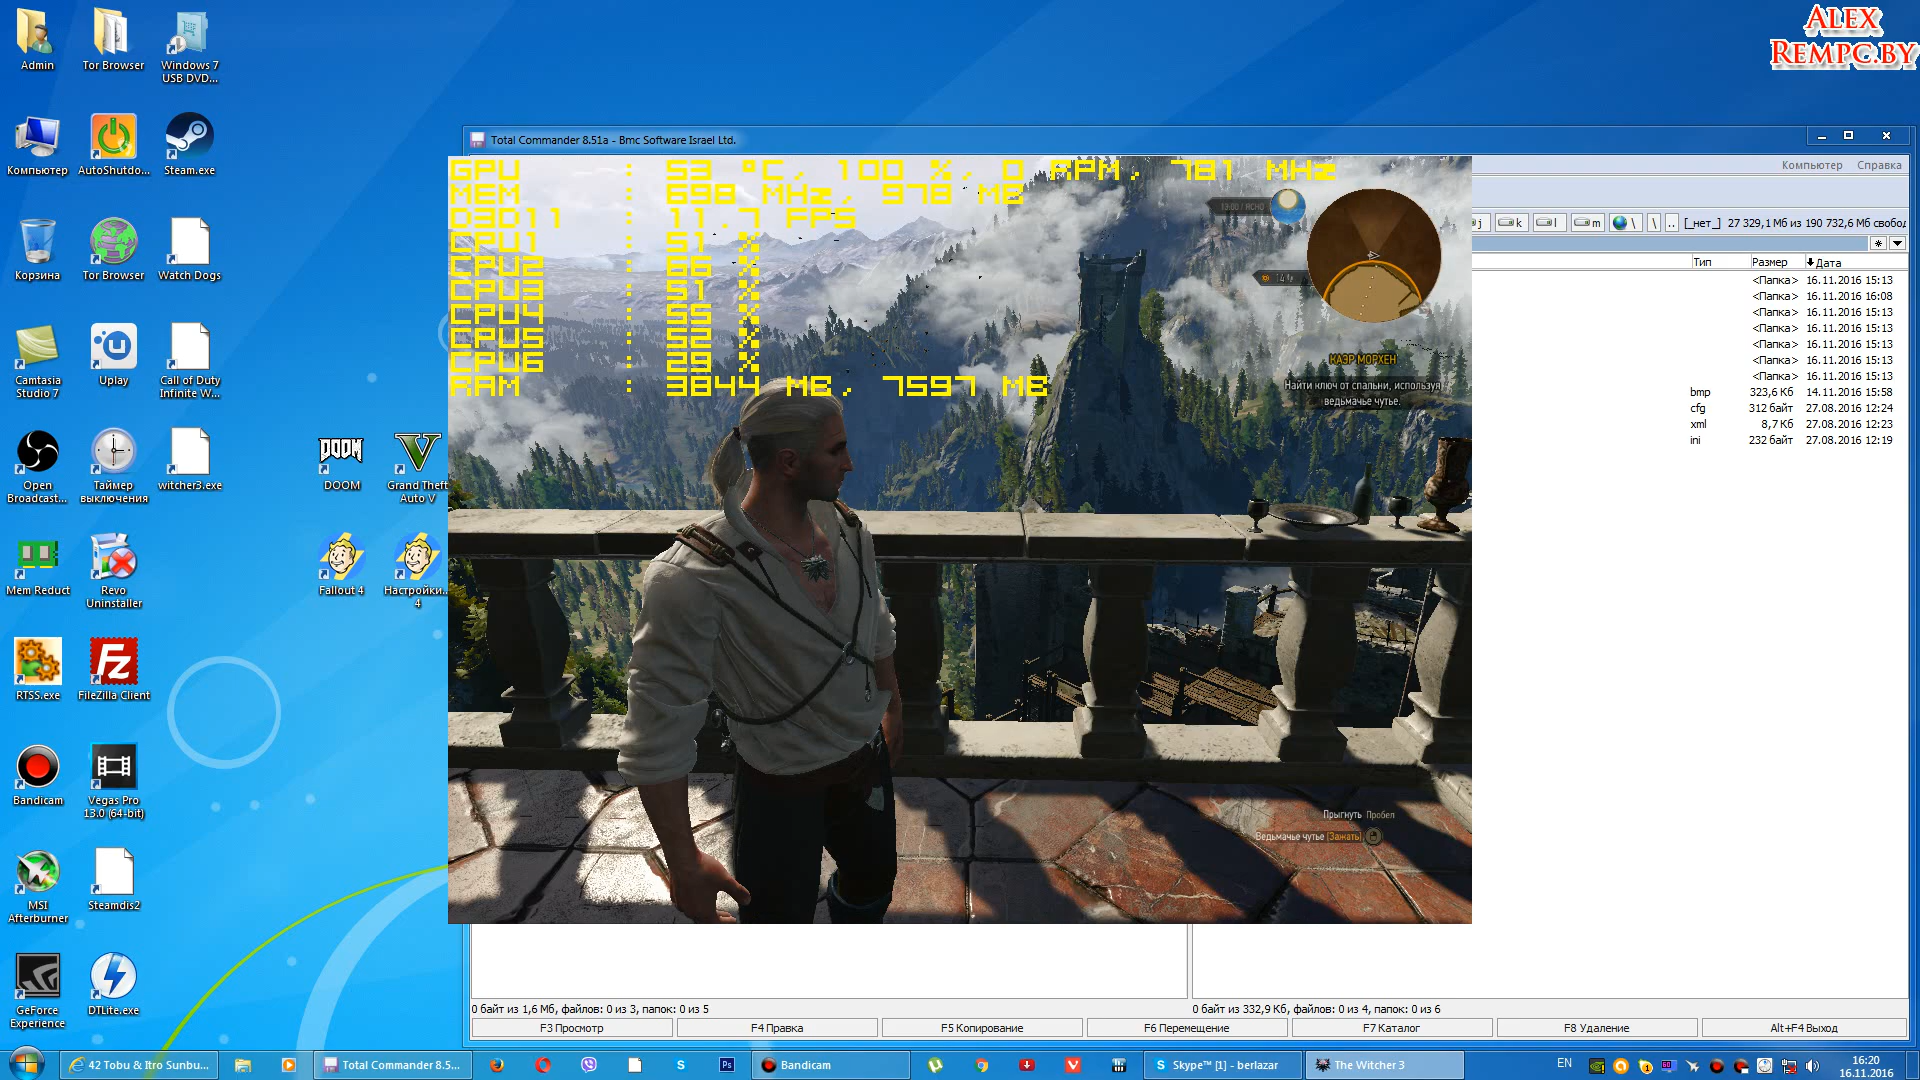 Alex
Rempc.by
Admin
Tor Browser
Windows 7
USB DVD...
Компьютер
AutoShutdo...
Steam.exe
Корзина
Tor Browser
Watch Dogs
Camtasia
Studio 7
Uplay
Call of Duty
Infinite W...
Open
Broadcast...
Таймер
выключения
witcher3.exe
DOOM
Grand Theft
Auto V
Mem Reduct
Revo
Uninstaller
Fallout 4
Настройки...
4
RTSS.exe
FileZilla Client
Bandicam
Vegas Pro
13.0 (64-bit)
MSI
Afterburner
Steamdis2
GeForce
Experience
DTLite.exe
Total Commander 8.51a - Bmc Software Israel Ltd.
Компьютер Справка
j k l m \ \ .. [_нет_] 27 329,1 Мб из 190 732,6 Мб свобод
* 
Тип Размер Дата
<Папка> 16.11.2016 15:13
<Папка> 16.11.2016 16:08
<Папка> 16.11.2016 15:13
<Папка> 16.11.2016 15:13
<Папка> 16.11.2016 15:13
<Папка> 16.11.2016 15:13
<Папка> 16.11.2016 15:13
bmp 323,6 Кб 14.11.2016 15:58
cfg 312 байт 27.08.2016 12:24
xml 8,7 Кб 27.08.2016 12:23
ini 232 байт 27.08.2016 12:19
GPU : 53 °C, 100 %, 0 RPM, 781 MHz
MEM : 698 MHz, 978 MB
D3D11 : 11.7 FPS
CPU1 : 51 %
CPU2 : 66 %
CPU3 : 51 %
CPU4 : 55 %
CPU5 : 52 %
CPU6 : 29 %
RAM : 3844 MB, 7597 MB
13:00 / ЯСНО
КАЭР МОРХЕН
Найти ключ от спальни, используя
ведьмачье чутье.
Прыгнуть Пробел
Ведьмачье чутье [Зажать]
0 байт из 1,6 Мб, файлов: 0 из 3, папок: 0 из 5
0 байт из 332,9 Кб, файлов: 0 из 4, папок: 0 из 6
F3 Просмотр F4 Правка F5 Копирование F6 Перемещение F7 Каталог F8 Удаление Alt+F4 Выход
42 Tobu & Itro Sunbu...
Total Commander 8.5...
Ps
Bandicam
Skype™ [1] - berlazar
The Witcher 3
EN
16:20
16.11.2016